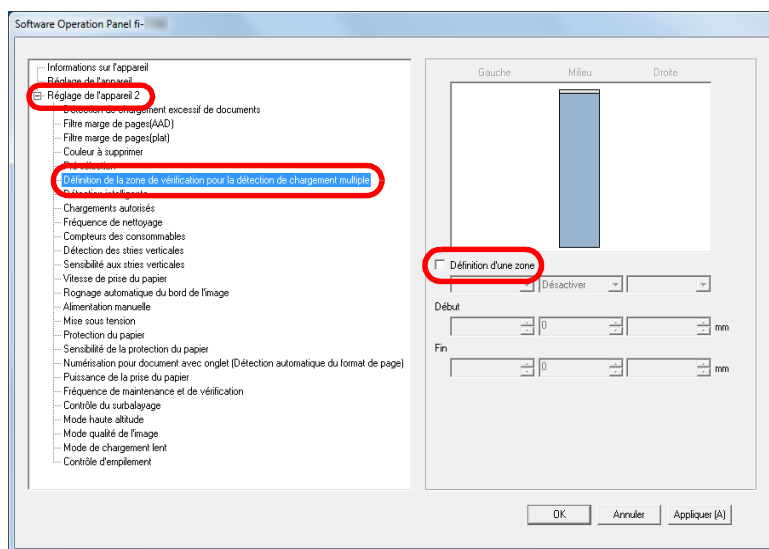 Software Operation Panel fi-
Informations sur l'appareil
Réglage de l'appareil
Réglage de l'appareil 2
Détection de chargement excessif de documents
Filtre marge de pages(AAD)
Filtre marge de pages(plat)
Couleur à supprimer
Pré-sélection
Définition de la zone de vérification pour la détection de chargement multiple
Détection intelligente
Chargements autorisés
Fréquence de nettoyage
Compteurs des consommables
Détection des stries verticales
Sensibilité aux stries verticales
Vitesse de prise du papier
Rognage automatique du bord de l'image
Alimentation manuelle
Mise sous tension
Protection du papier
Sensibilité de la protection du papier
Numérisation pour document avec onglet (Détection automatique du format de page)
Puissance de la prise du papier
Fréquence de maintenance et de vérification
Contrôle du surbalayage
Mode haute altitude
Mode qualité de l'image
Mode de chargement lent
Contrôle d'empilement
Gauche Milieu Droite
Définition d'une zone
Désactiver
Début
0 mm
Fin
0 mm
OK Annuler Appliquer (A)